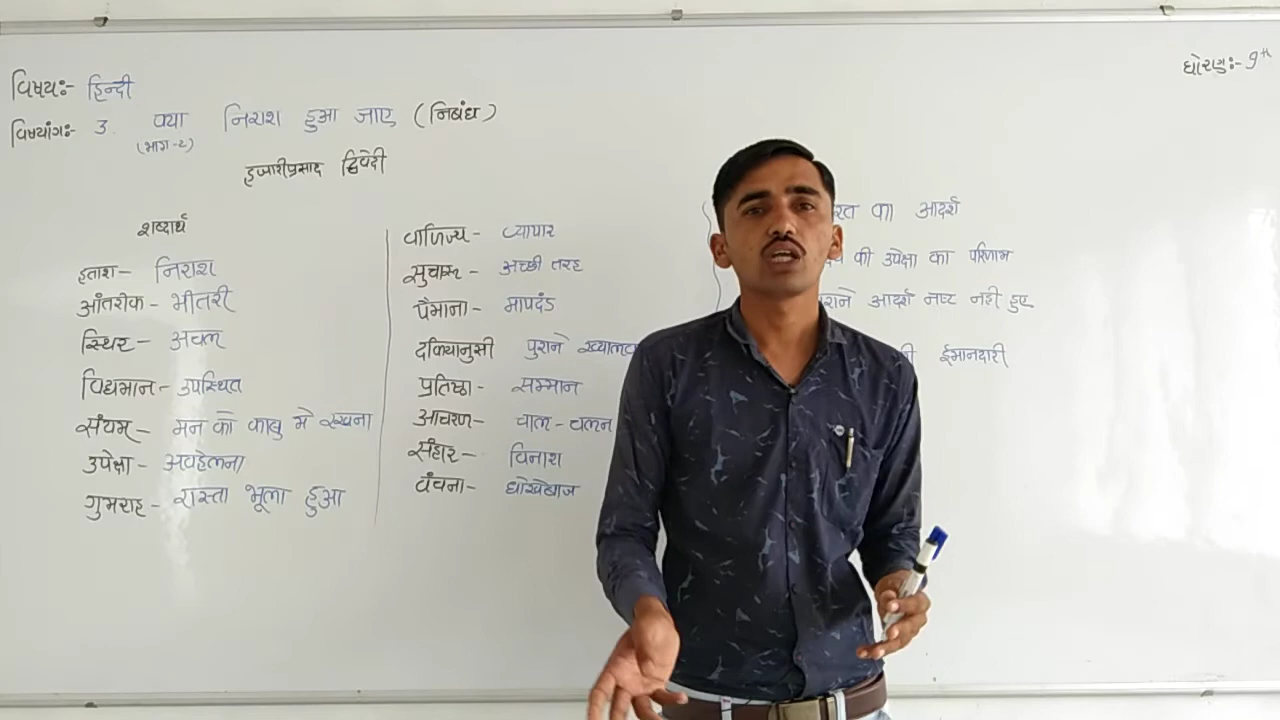 विषयः- हिन्दी
धोरणः- 9th
विषयांगः- 3. क्या निराश हुआ जाए (निबंध)
(भाग-2)
हजारीप्रसाद द्विवेदी
शब्दार्थ
हताश- निराश
आंतरीक- भीतरी
स्थिर- अचल
विद्यमान- उपस्थित
संयम- मन को काबु मे रखना
उपेक्षा- अवहेलना
गुमराह- रास्ता भूला हुआ
वाणिज्य- व्यापार
सुचारू- अच्छी तरह
पैमाना- मापदंड
दकियानुसी पुराने
प्रतिष्ठा- सम्मान
आचरण- चाल-चलन
संहार- विनाश
वंचना- धोखेबाज
का आदर्श
की उपेक्षा का परिणाम
आदर्श नष्ट नही हुए
ईमानदारी